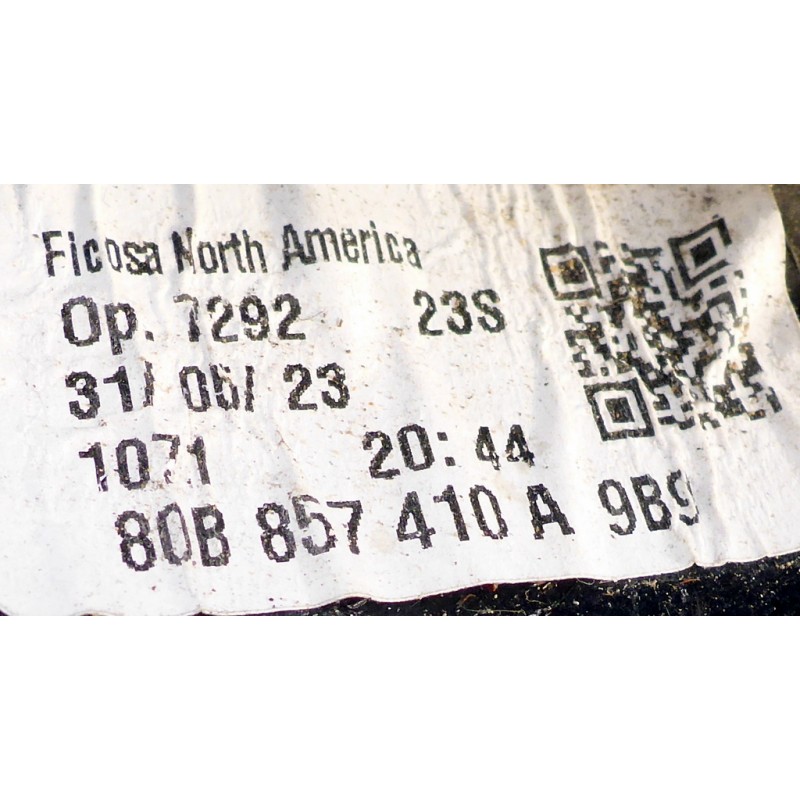 Ficosa North America
Op. 7292 23S
31/ 05/ 23
1071 20:44
80B 857 410 A 9B9